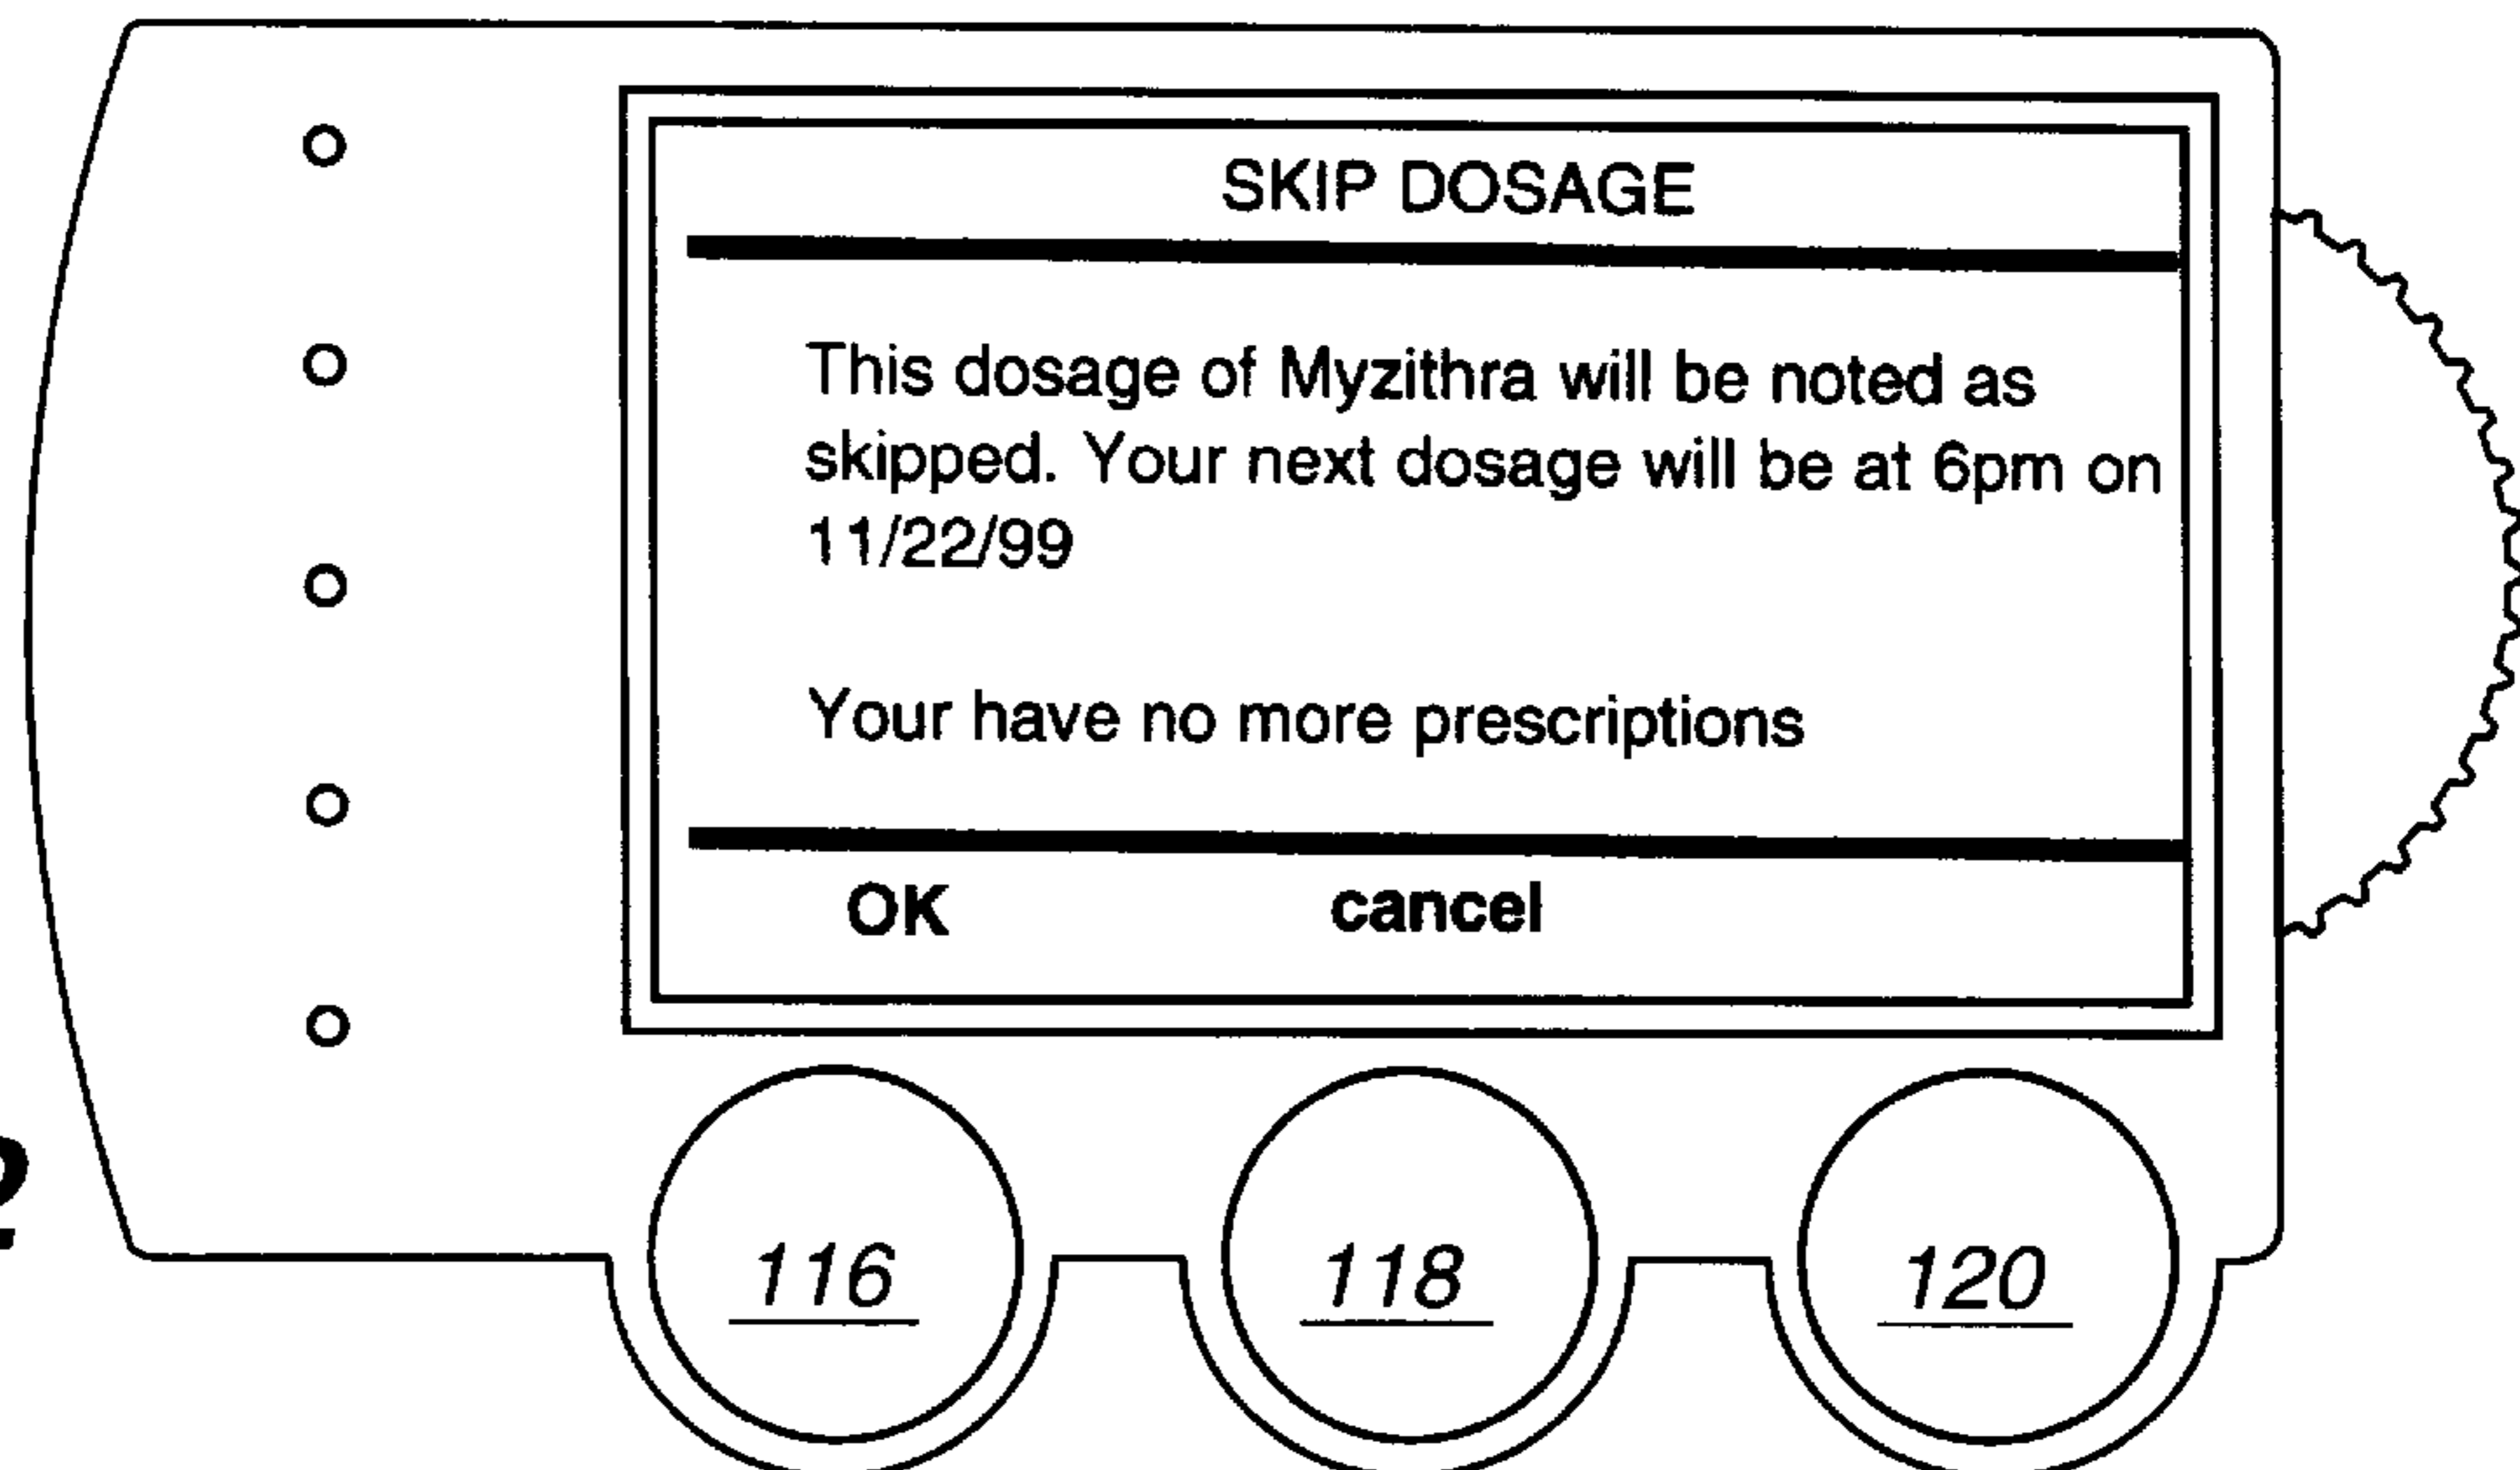 SKIP DOSAGE
This dosage of Myzithra will be noted as
skipped. Your next dosage will be at 6pm on
11/22/99
Your have no more prescriptions
OK cancel
116 118 120